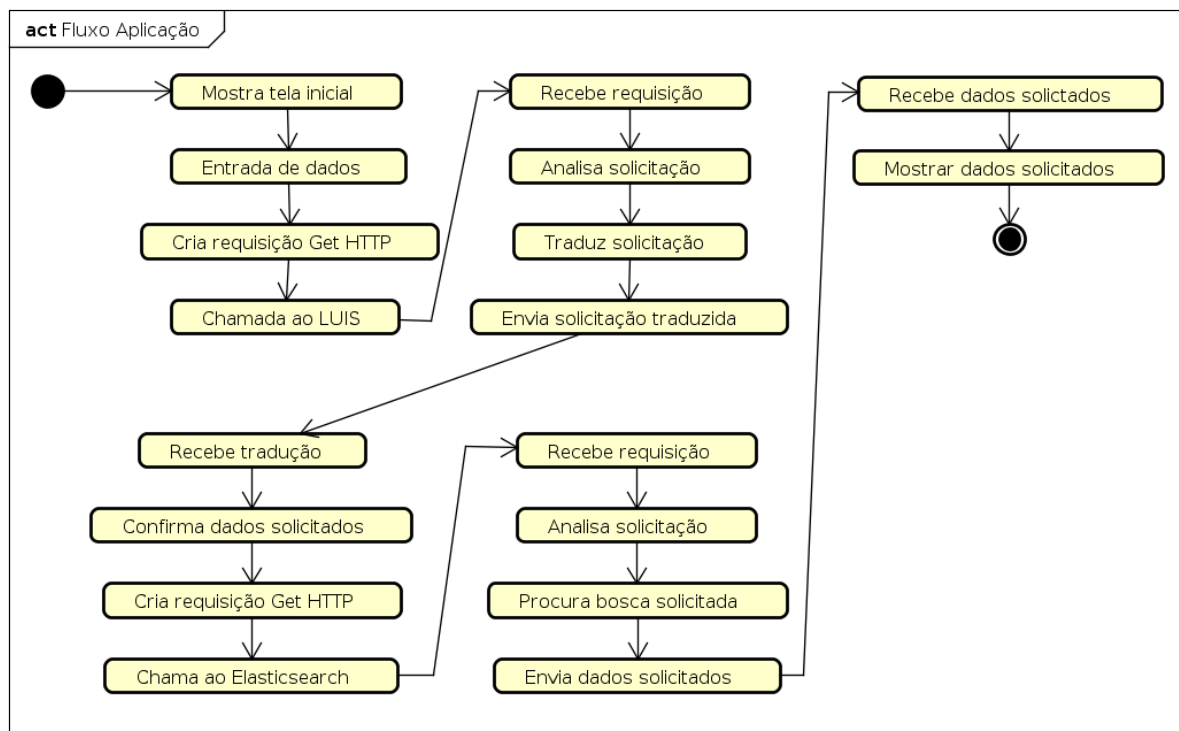 act Fluxo Aplicação
Mostra tela inicial
Entrada de dados
Cria requisição Get HTTP
Chamada ao LUIS
Recebe requisição
Analisa solicitação
Traduz solicitação
Envia solicitação traduzida
Recebe tradução
Confirma dados solicitados
Cria requisição Get HTTP
Chama ao Elasticsearch
Recebe requisição
Analisa solicitação
Procura bosca solicitada
Envia dados solicitados
Recebe dados solictados
Mostrar dados solicitados